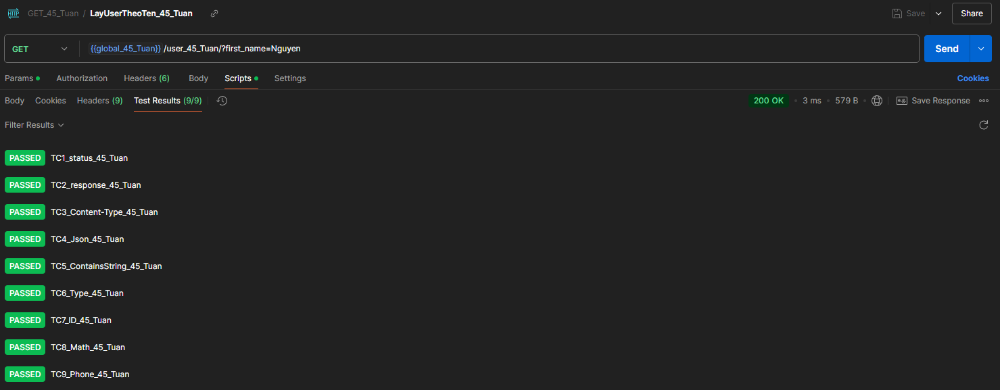 HTTP GET_45_Tuan / LayUserTheoTen_45_Tuan Save Share
GET {{global_45_Tuan}} /user_45_Tuan/?first_name=Nguyen Send
Params Authorization Headers (6) Body Scripts Settings Cookies
Body Cookies Headers (9) Test Results (9/9) 200 OK 3 ms 579 B e.g. Save Response
Filter Results
PASSED TC1_status_45_Tuan
PASSED TC2_response_45_Tuan
PASSED TC3_Content-Type_45_Tuan
PASSED TC4_Json_45_Tuan
PASSED TC5_ContainsString_45_Tuan
PASSED TC6_Type_45_Tuan
PASSED TC7_ID_45_Tuan
PASSED TC8_Math_45_Tuan
PASSED TC9_Phone_45_Tuan